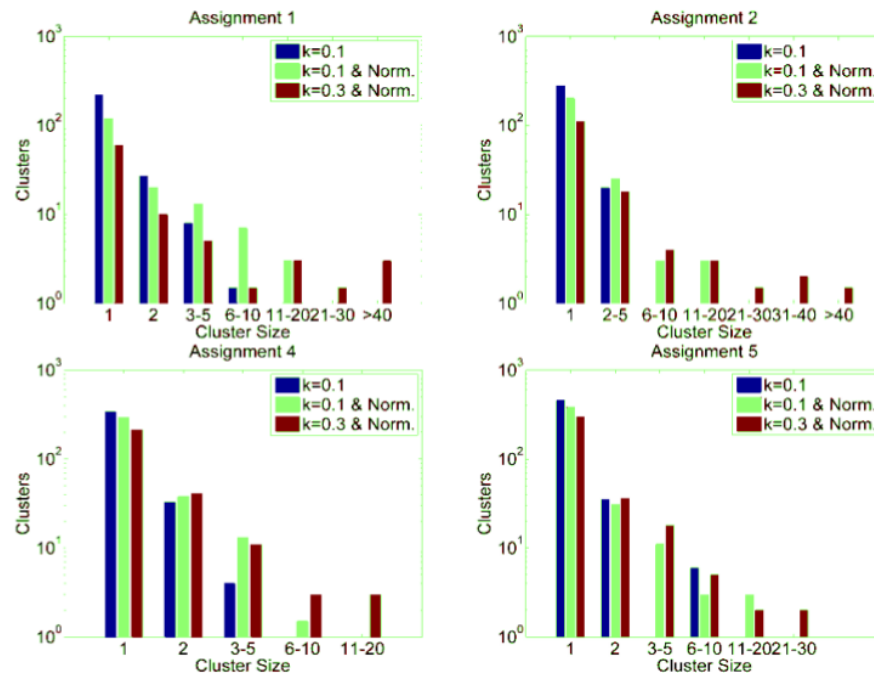 Assignment 1
10³
10²
10¹
10⁰
Clusters
k=0.1
k=0.1 & Norm.
k=0.3 & Norm.
1 2 3-5 6-10 11-20 21-30 >40
Cluster Size
Assignment 2
10³
10²
10¹
10⁰
Clusters
k=0.1
k=0.1 & Norm.
k=0.3 & Norm.
1 2-5 6-10 11-20 21-30 31-40 >40
Cluster Size
Assignment 4
10³
10²
10¹
10⁰
Clusters
k=0.1
k=0.1 & Norm.
k=0.3 & Norm.
1 2 3-5 6-10 11-20
Cluster Size
Assignment 5
10³
10²
10¹
10⁰
Clusters
k=0.1
k=0.1 & Norm.
k=0.3 & Norm.
1 2 3-5 6-10 11-20 21-30
Cluster Size